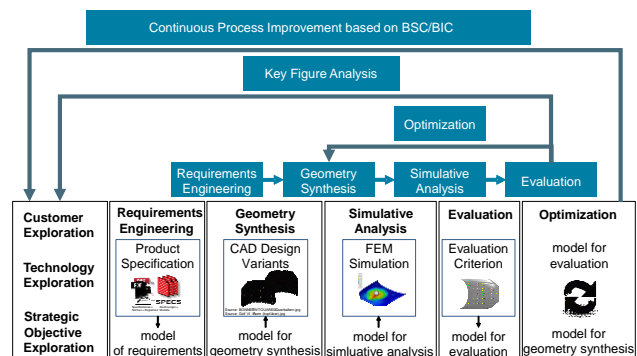 Continuous Process Improvement based on BSC/BIC
Key Figure Analysis
Optimization
Requirements
Engineering
Geometry
Synthesis
Simulative
Analysis
Evaluation
Customer
Exploration
Technology
Exploration
Strategic
Objective
Exploration
Requirements
Engineering
Product
Specification
SPECS
model
of requirements
Geometry
Synthesis
CAD Design
Variants
model for
geometry synthesis
Simulative
Analysis
FEM
Simulation
model for
simluative analysis
Evaluation
Evaluation
Criterion
model for
evaluation
Optimization
model for
evaluation
model for
geometry synthesis